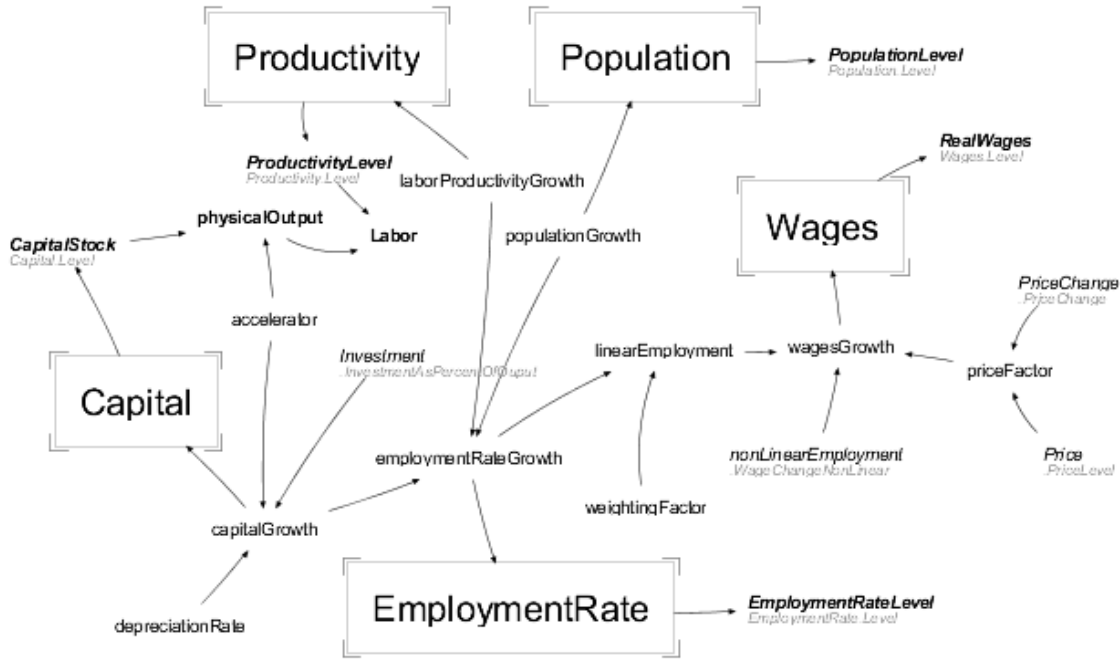 Productivity
Population
PopulationLevel
Population.Level
ProductivityLevel
Productivity.Level
laborProductivityGrowth
RealWages
Wages.Level
physicalOutput
Labor
populationGrowth
Wages
CapitalStock
Capital.Level
accelerator
PriceChange
.PriceChange
Investment
.InvestmentAsPercentOfOuput
linearEmployment
wagesGrowth
priceFactor
Capital
employmentRateGrowth
nonLinearEmployment
.WageChangeNonLinear
Price
.PriceLevel
capitalGrowth
weightingFactor
depreciationRate
EmploymentRate
EmploymentRateLevel
EmploymentRate.Level